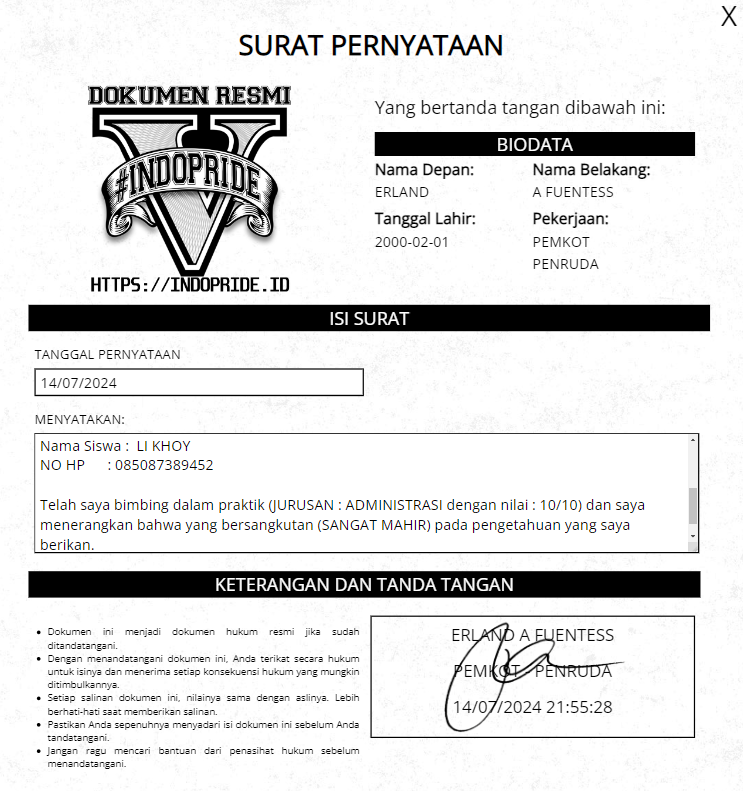 X
SURAT PERNYATAAN
DOKUMEN RESMI
#INDOPRIDE
HTTPS://INDOPRIDE.ID
Yang bertanda tangan dibawah ini:
BIODATA
Nama Depan: Nama Belakang:
ERLAND A FUENTESS
Tanggal Lahir: Pekerjaan:
2000-02-01 PEMKOT
PENRUDA
ISI SURAT
TANGGAL PERNYATAAN
14/07/2024
MENYATAKAN:
Nama Siswa : LI KHOY
NO HP : 085087389452
Telah saya bimbing dalam praktik (JURUSAN : ADMINISTRASI dengan nilai : 10/10) dan saya
menerangkan bahwa yang bersangkutan (SANGAT MAHIR) pada pengetahuan yang saya
berikan.
KETERANGAN DAN TANDA TANGAN
• Dokumen ini menjadi dokumen hukum resmi jika sudah
ditandatangani.
• Dengan menandatangani dokumen ini, Anda terikat secara hukum
untuk isinya dan menerima setiap konsekuensi hukum yang mungkin
ditimbulkannya.
• Setiap salinan dokumen ini, nilainya sama dengan aslinya. Lebih
berhati-hati saat memberikan salinan.
• Pastikan Anda sepenuhnya menyadari isi dokumen ini sebelum Anda
tandatangani.
• Jangan ragu mencari bantuan dari penasihat hukum sebelum
menandatangani.
ERLAND A FUENTESS
PEMKOT - PENRUDA
14/07/2024 21:55:28